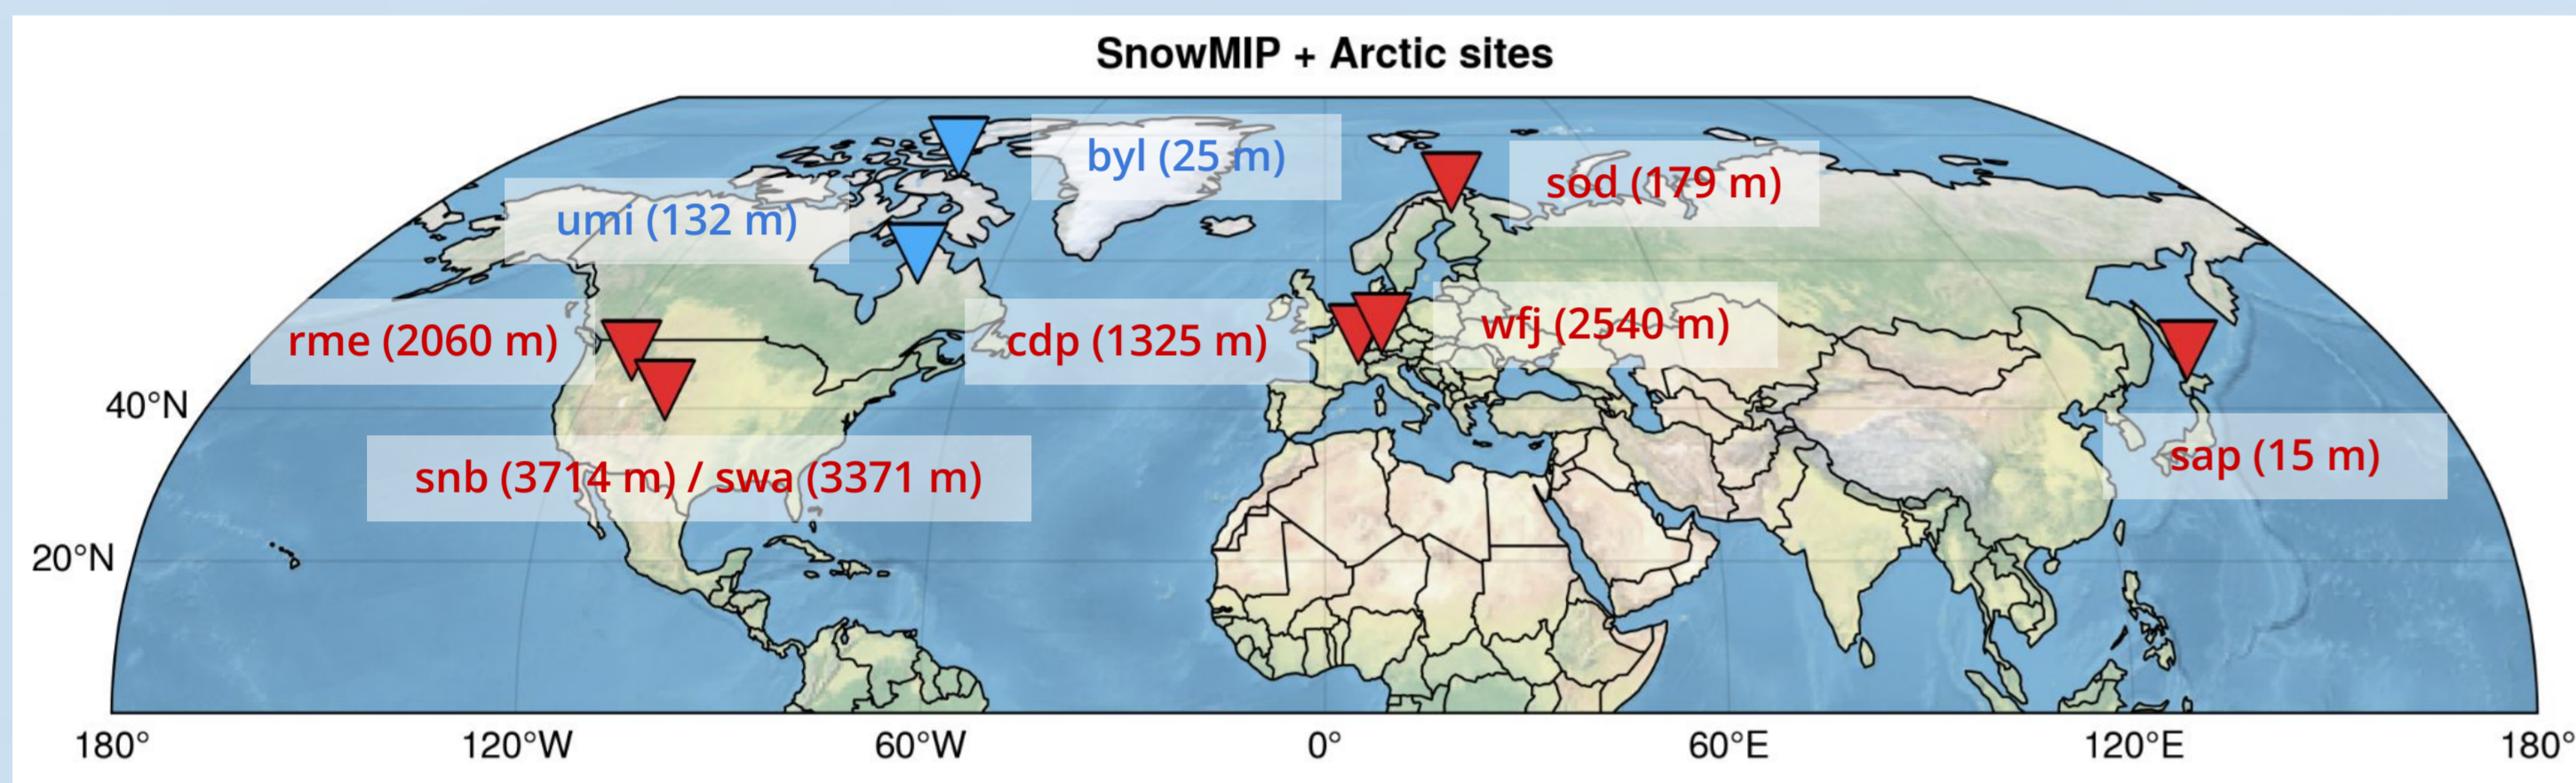 SnowMIP + Arctic sites
byl (25 m)
sod (179 m)
umi (132 m)
rme (2060 m)
cdp (1325 m)
wfj (2540 m)
40°N
sap (15 m)
snb (3714 m) / swa (3371 m)
20°N
180°
120°W
60°W
0°
60°E
120°E
180°